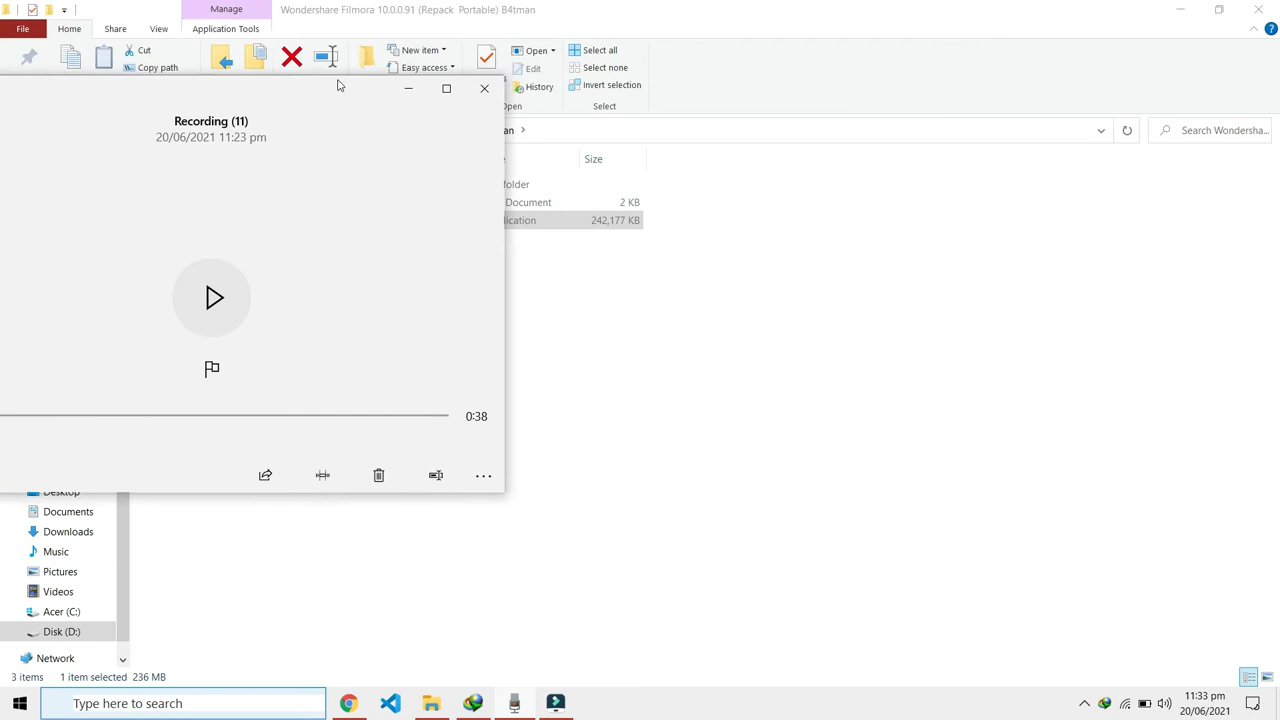 Manage
Wondershare Filmora 10.0.0.91 (Repack Portable) B4tman
File
Home
Share
View
Application Tools
Cut
Copy path
New item
Easy access
Open
Edit
History
Select all
Select none
Invert selection
Open
Select
Recording (11)
20/06/2021 11:23 pm
Search Wondersha...
Size
folder
Document
2 KB
242,177 KB
0:38
Desktop
Documents
Downloads
Music
Pictures
Videos
Acer (C:)
Disk (D:)
Network
3 items
1 item selected 236 MB
Type here to search
11:33 pm
20/06/2021